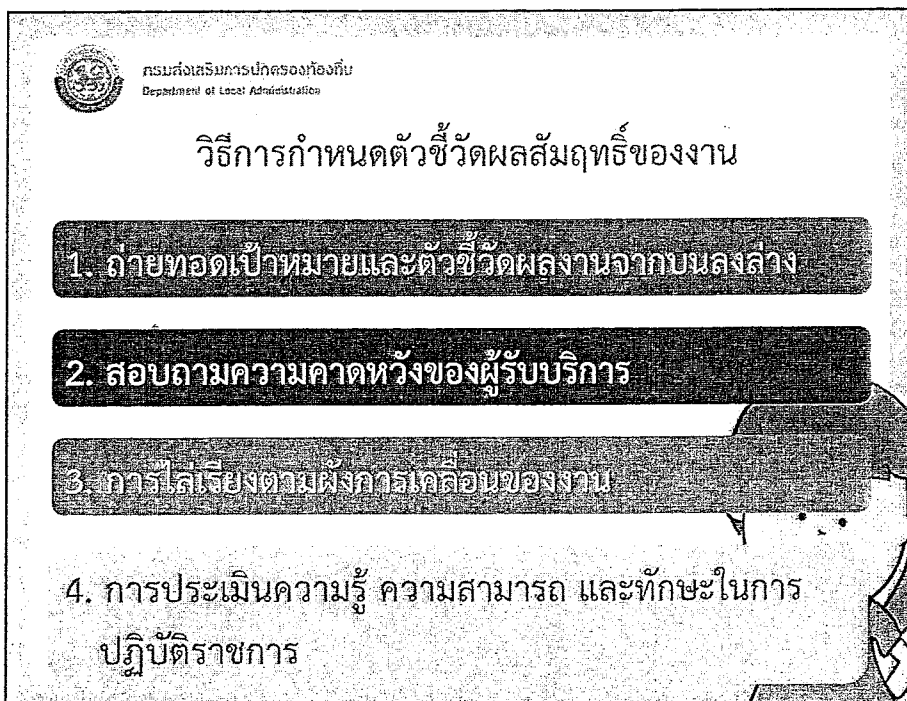 กรมส่งเสริมการปกครองท้องถิ่น
Department of Local Administration
วิธีการกำหนดตัวชี้วัดผลสัมฤทธิ์ของงาน
1. ถ่ายทอดเป้าหมายและตัวชี้วัดผลงานจากบนลงล่าง
2. สอบถามความคาดหวังของผู้รับบริการ
3. การไล่เรียงตามผังการเคลื่อนของงาน
4. การประเมินความรู้ ความสามารถ และทักษะในการ
ปฏิบัติราชการ